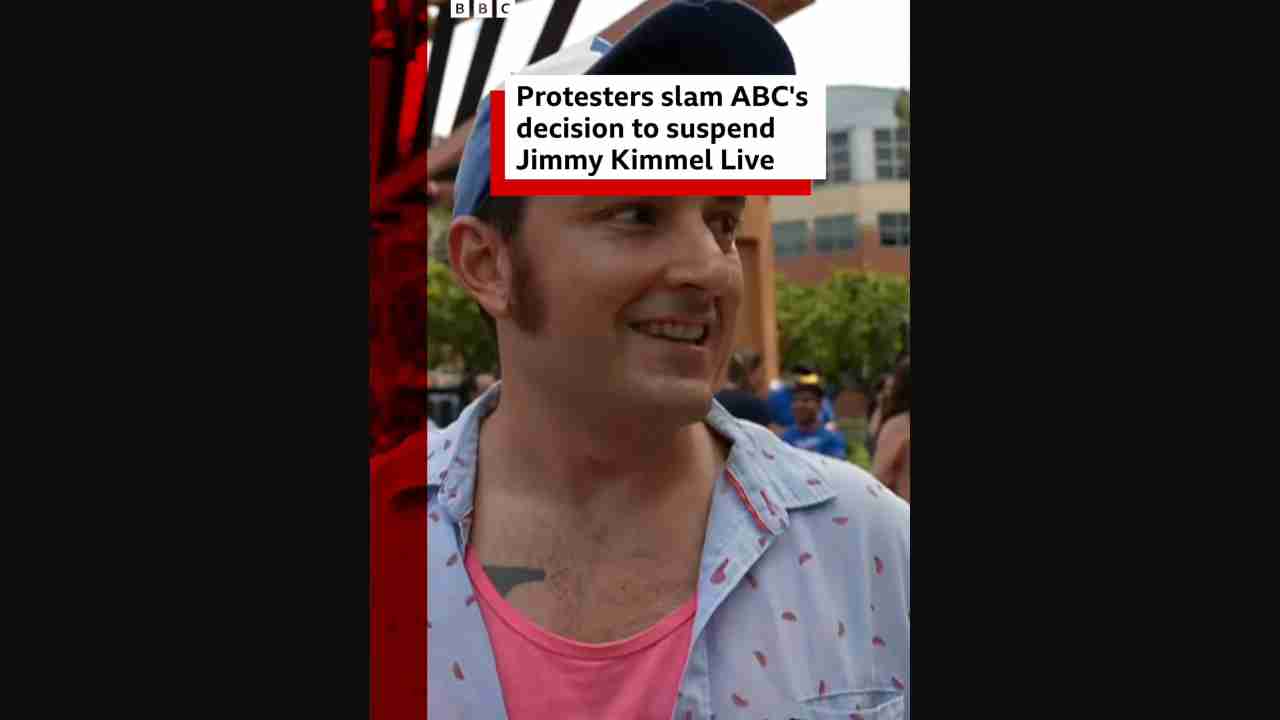 BBC
Protesters slam ABC's
decision to suspend
Jimmy Kimmel Live